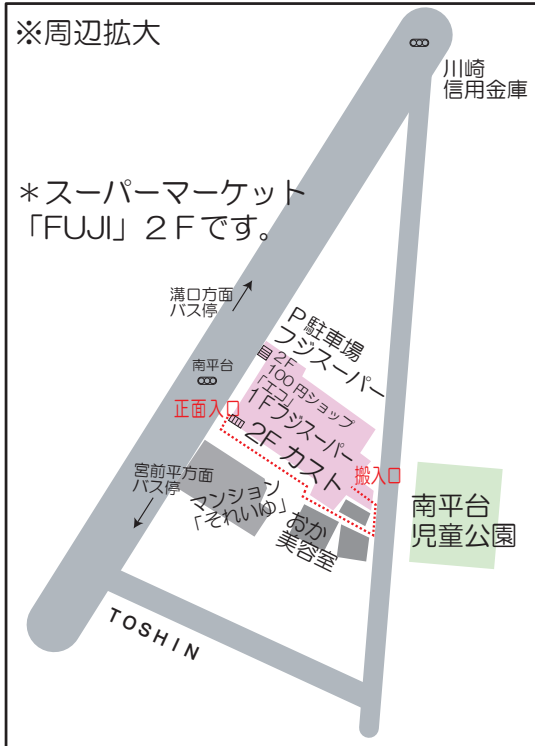 ※周辺拡大
川崎
信用金庫
＊スーパーマーケット
「FUJI」２Ｆです。
溝口方面
バス停
Ｐ駐車場
フジスーパー
南平台
2F
100円ショップ
「エコ」
1Fフジスーパー
2F カスト
正面入口
搬入口
宮前平方面
バス停
マンション
「それいゆ」
おか
美容室
南平台
児童公園
TOSHIN